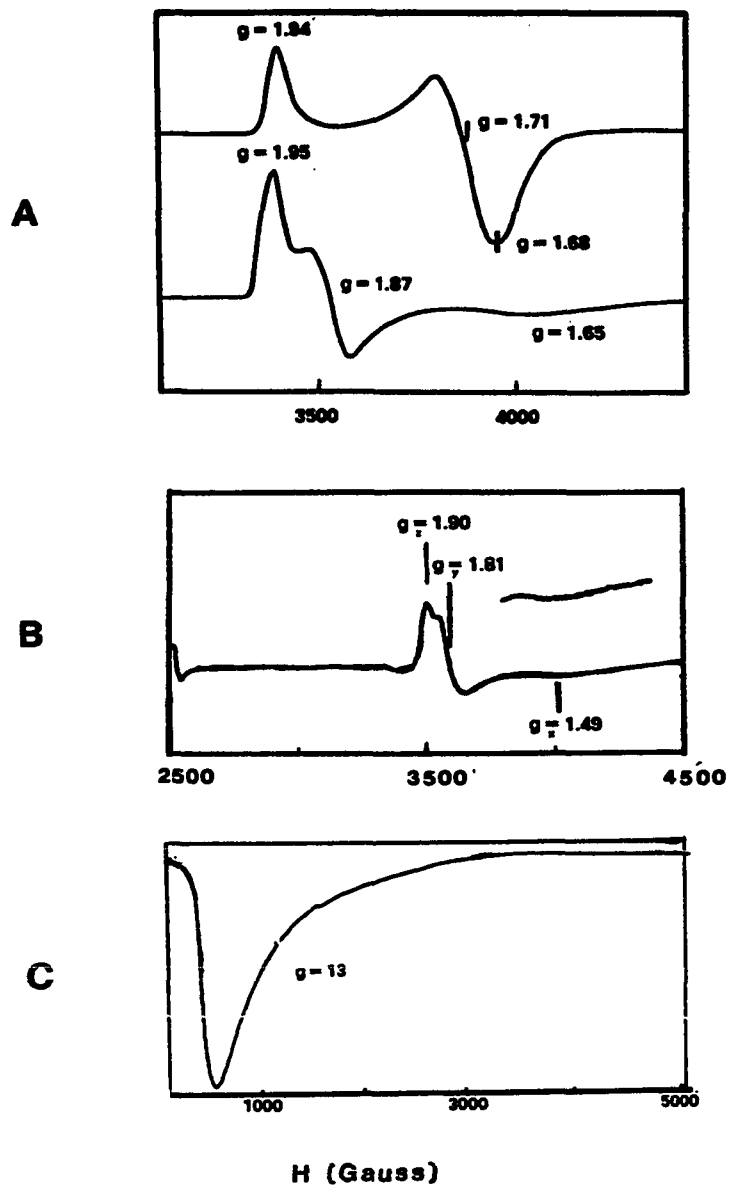 g = 1.94
g = 1.71
g = 1.95
A
g = 1.68
g = 1.87
g = 1.65
3500 4000
g z = 1.90
g y = 1.81
B
g x = 1.49
2500 3500 4500
C
g = 13
1000 3000 5000
H (Gauss)